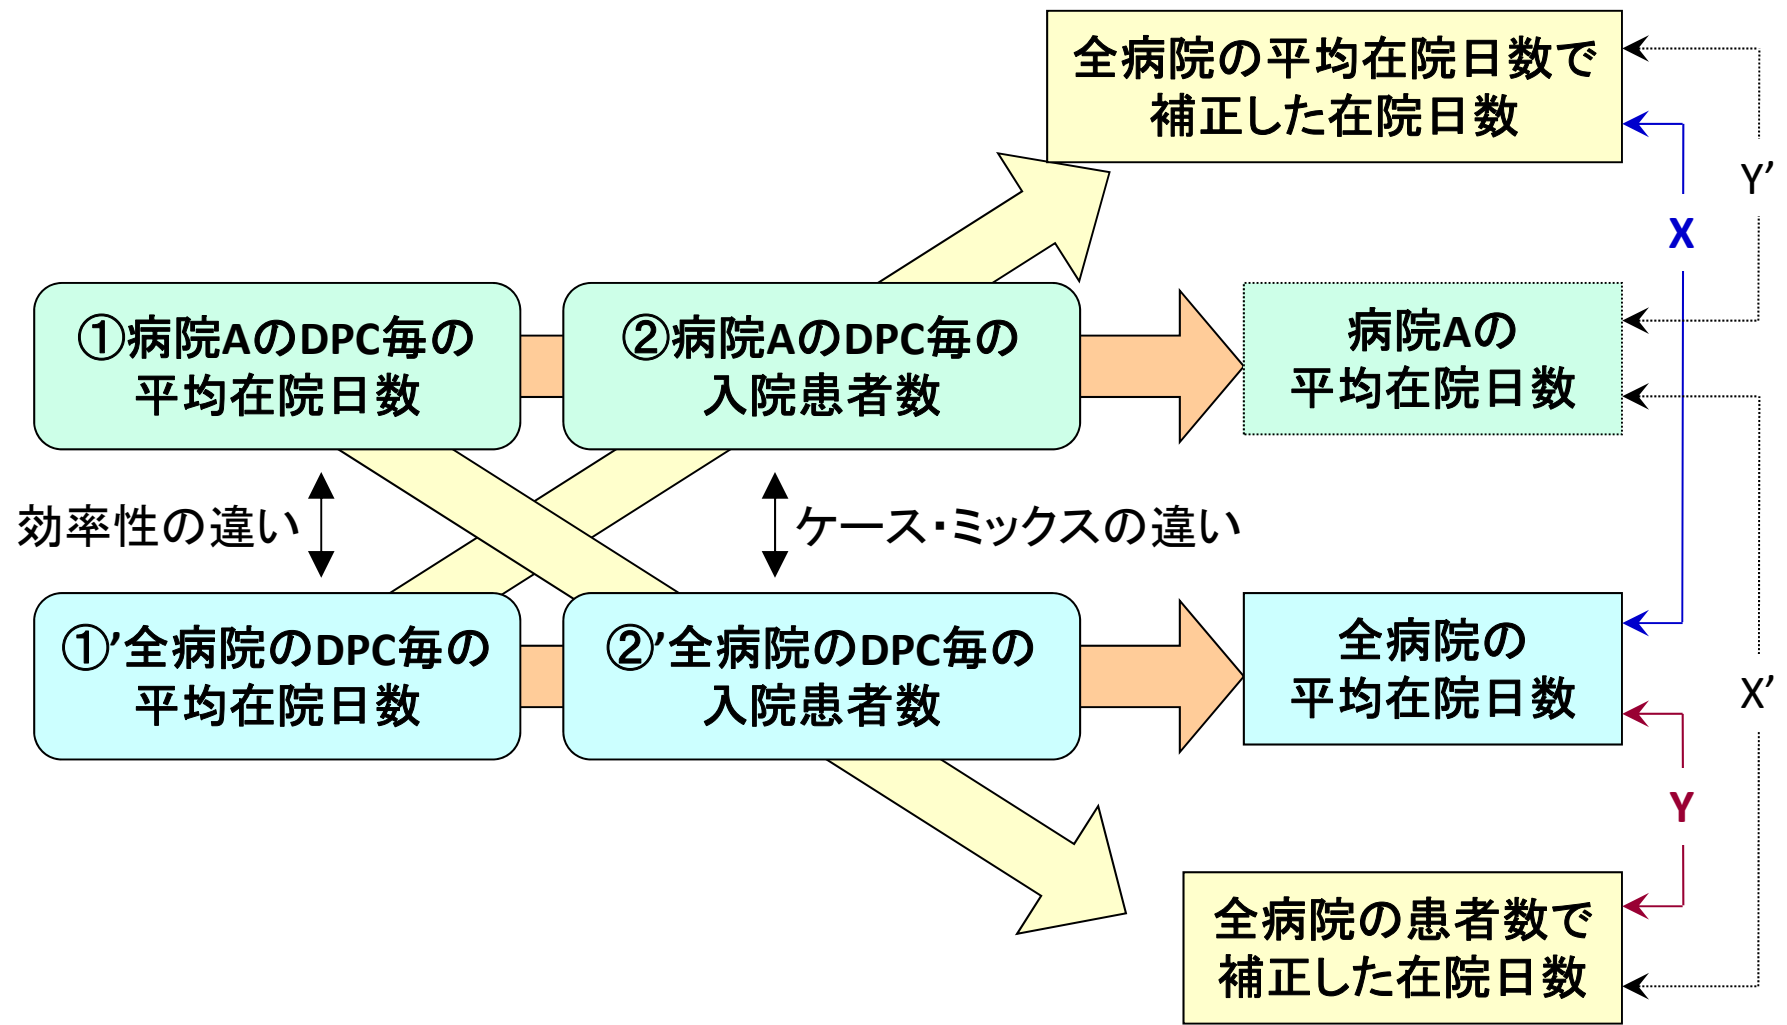 全病院の平均在院日数で
補正した在院日数
Y’
X
①病院AのDPC毎の
平均在院日数
②病院AのDPC毎の
入院患者数
病院Aの
平均在院日数
効率性の違い
ケース・ミックスの違い
①’全病院のDPC毎の
平均在院日数
②’全病院のDPC毎の
入院患者数
全病院の
平均在院日数
X’
Y
全病院の患者数で
補正した在院日数